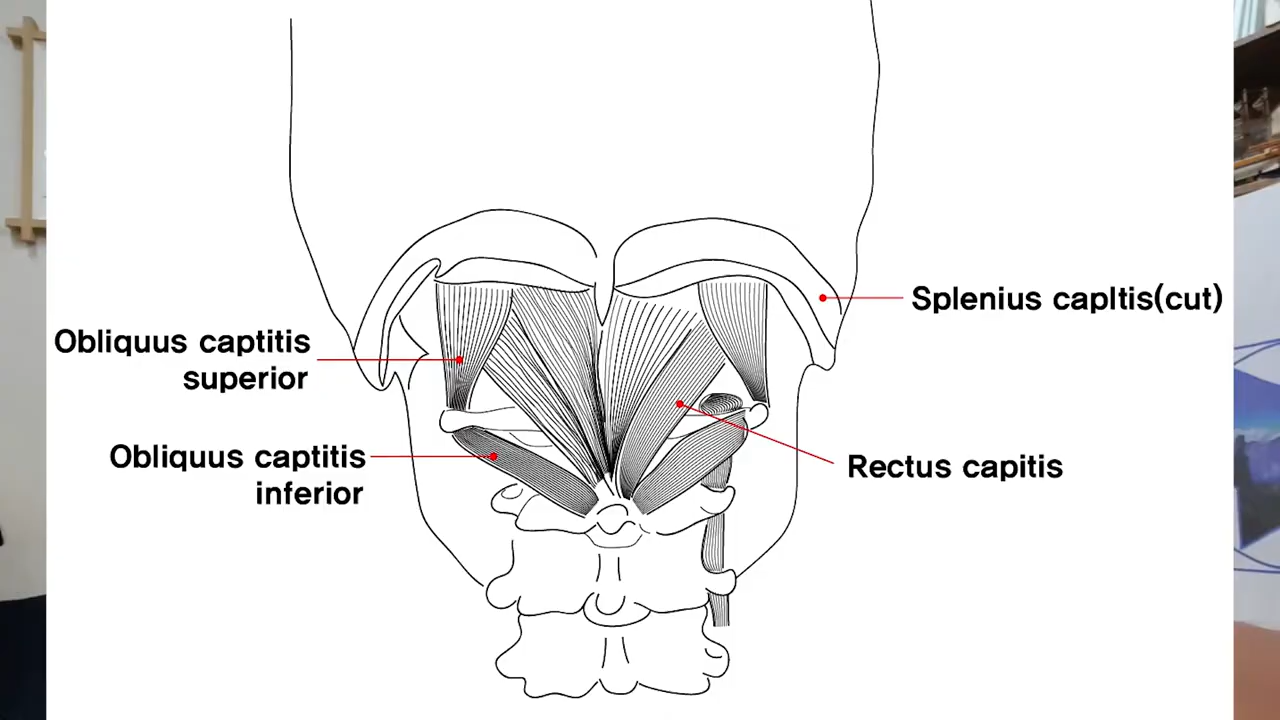 Splenius capltis(cut)
Obliquus captitis
superior
Obliquus captitis
inferior
Rectus capitis